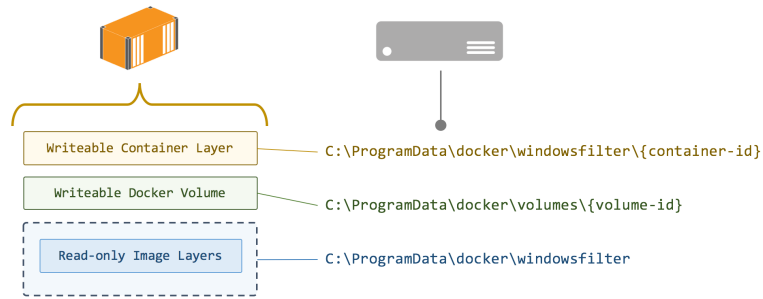 Writeable Container Layer
C:\ProgramData\docker\windowsfilter\{container-id}
Writeable Docker Volume
C:\ProgramData\docker\volumes\{volume-id}
Read-only Image Layers
C:\ProgramData\docker\windowsfilter